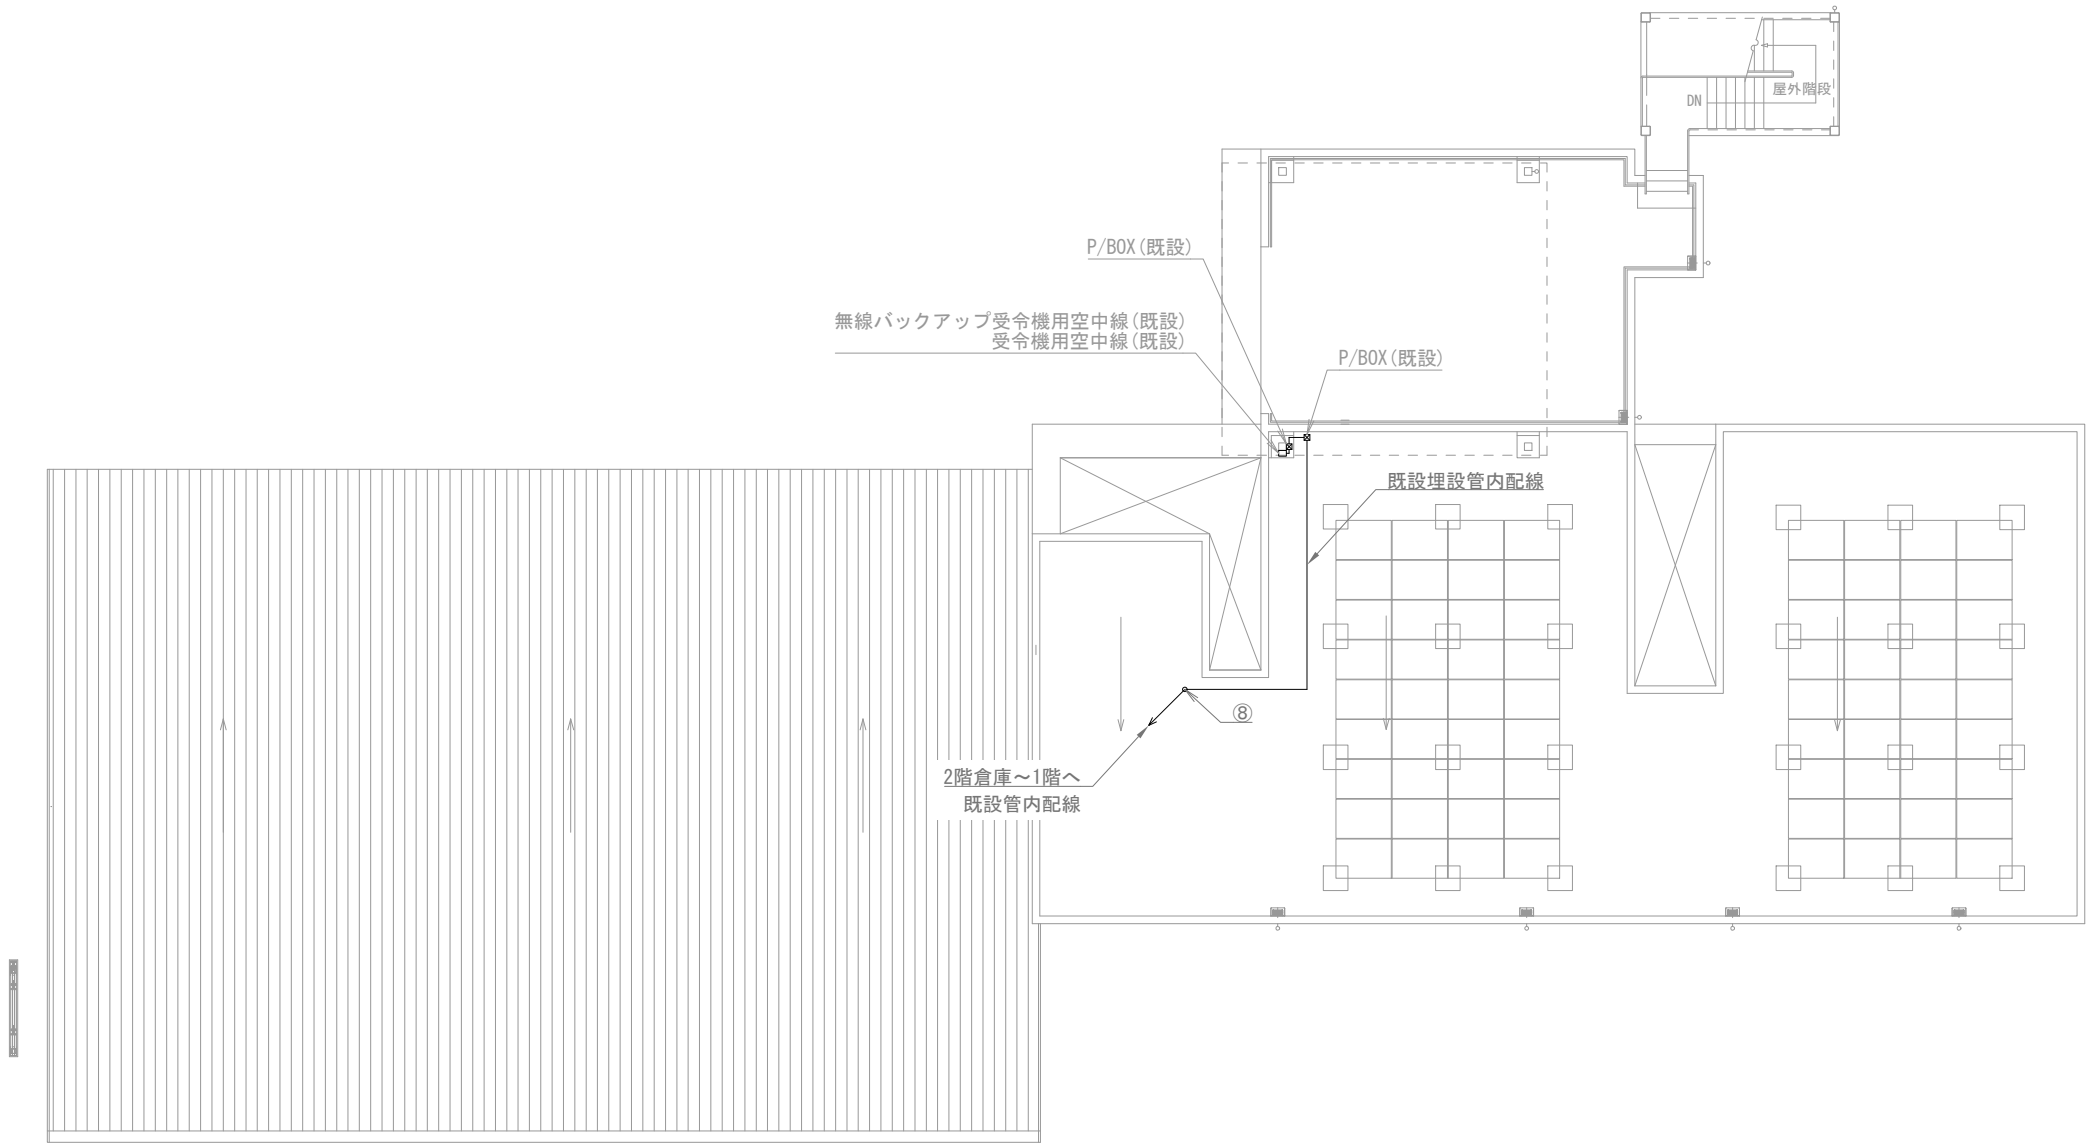 屋外階段
DN
P/BOX(既設)
無線バックアップ受令機用空中線(既設)
受令機用空中線(既設)
P/BOX(既設)
既設埋設管内配線
⑧
2階倉庫～1階へ
既設管内配線